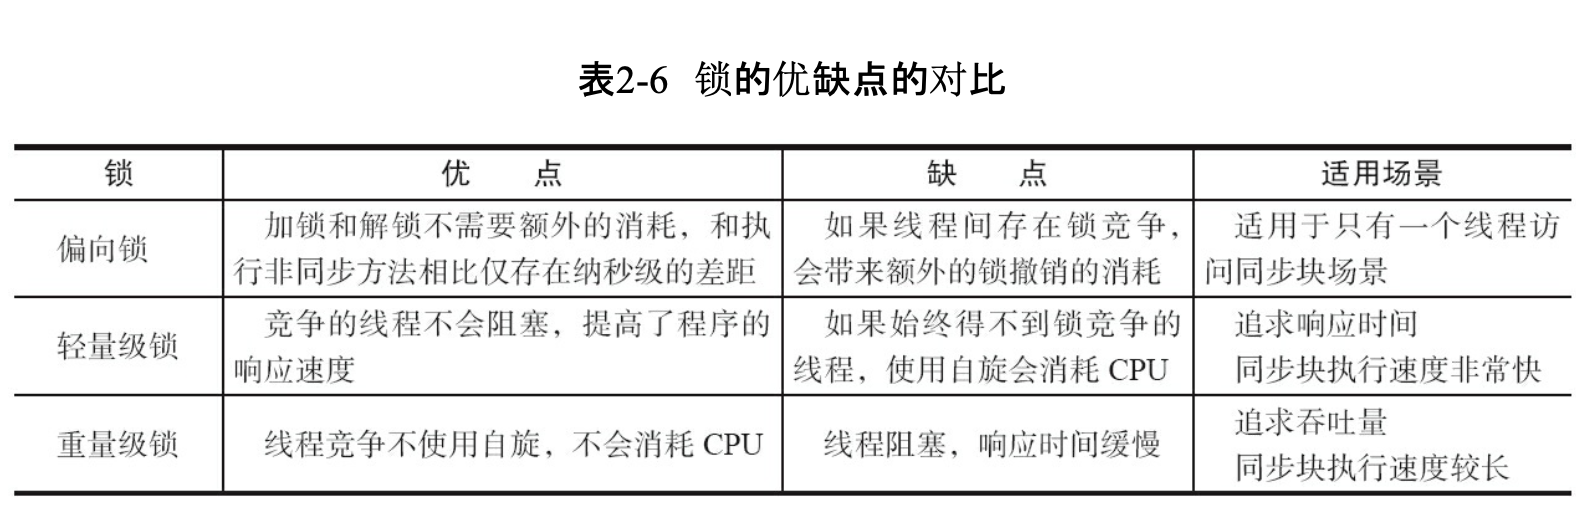 表2-6 锁的优缺点的对比
锁 优 点 缺 点 适用场景
偏向锁
加锁和解锁不需要额外的消耗，和执
行非同步方法相比仅存在纳秒级的差距
如果线程间存在锁竞争，
会带来额外的锁撤销的消耗
适用于只有一个线程访
问同步块场景
轻量级锁
竞争的线程不会阻塞，提高了程序的
响应速度
如果始终得不到锁竞争的
线程，使用自旋会消耗 CPU
追求响应时间
同步块执行速度非常快
重量级锁
线程竞争不使用自旋，不会消耗 CPU
线程阻塞，响应时间缓慢
追求吞吐量
同步块执行速度较长